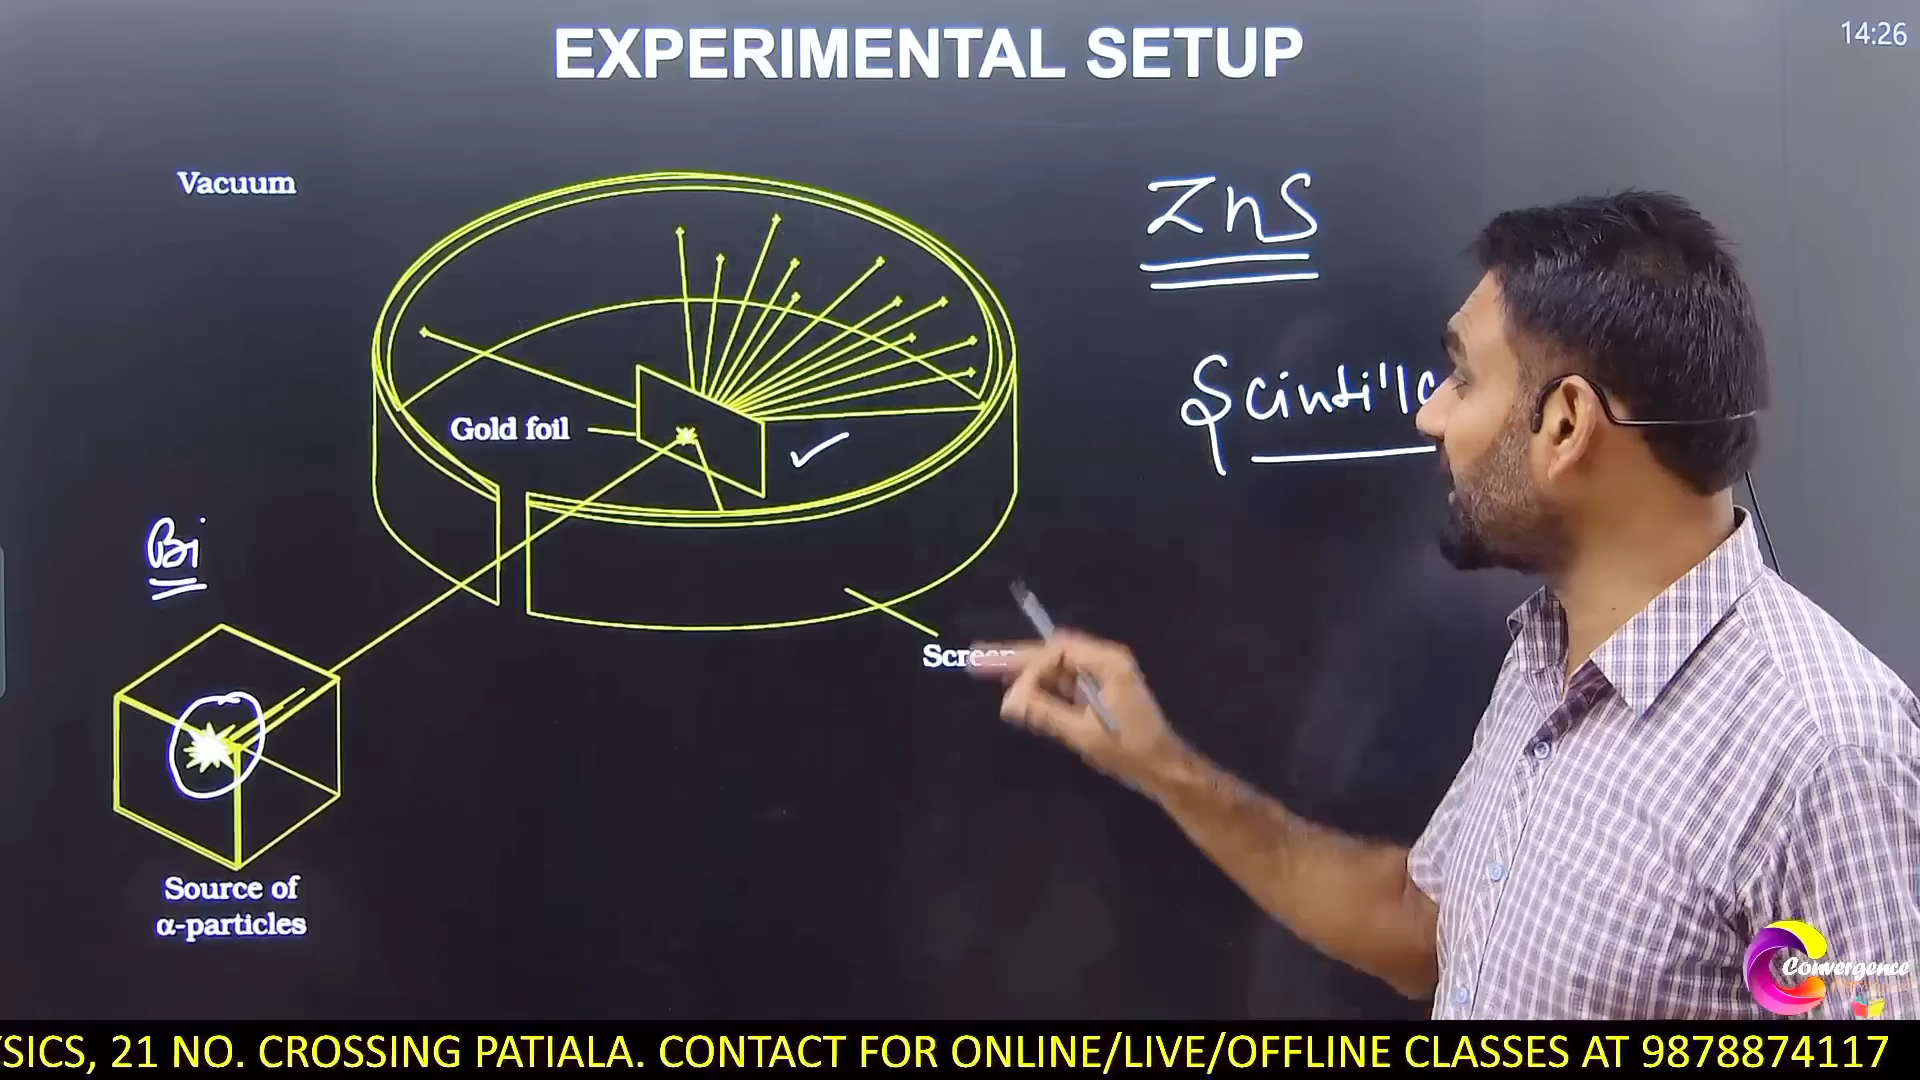 EXPERIMENTAL SETUP
14:26
Vacuum
ZnS
Gold foil
Bi
Source of
α-particles
Convergence
SICS, 21 NO. CROSSING PATIALA. CONTACT FOR ONLINE/LIVE/OFFLINE CLASSES AT 9878874117